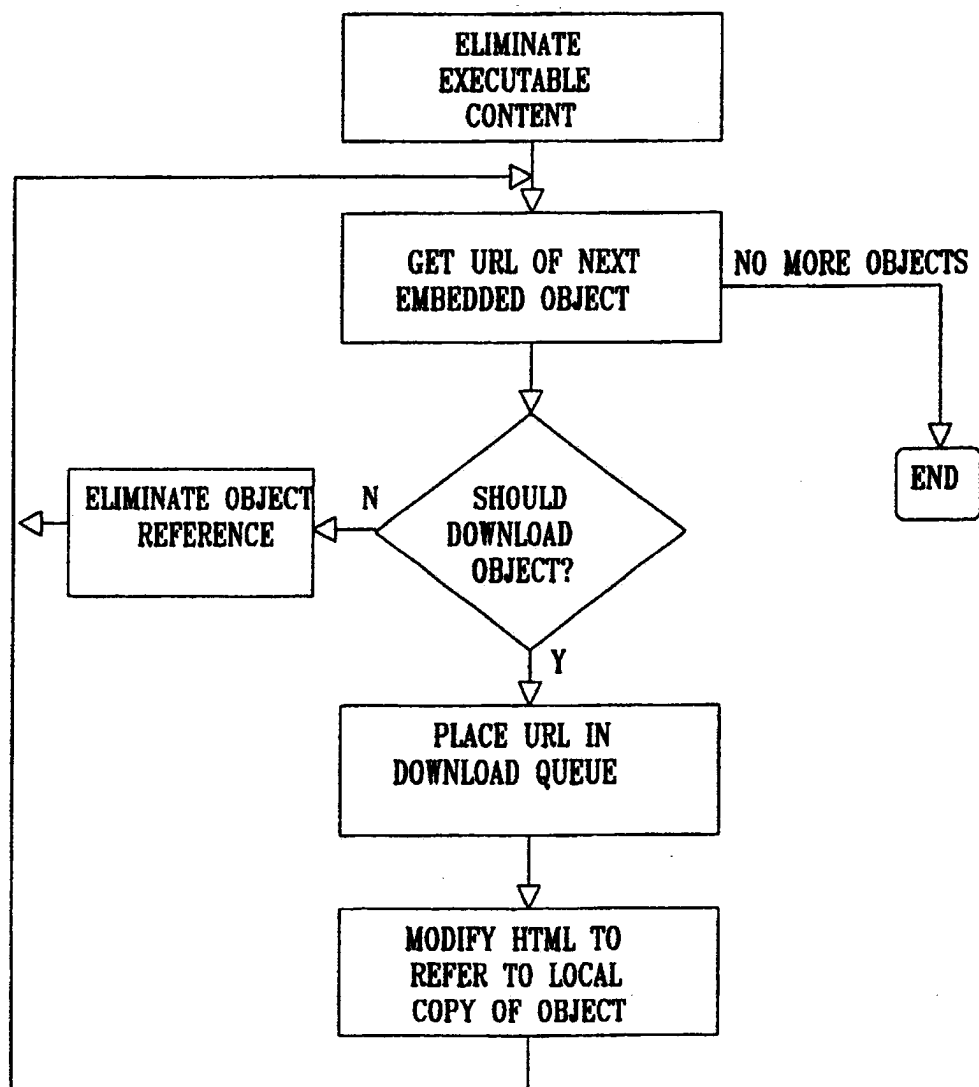 ELIMINATE
EXECUTABLE
CONTENT
GET URL OF NEXT
EMBEDDED OBJECT
NO MORE OBJECTS
END
SHOULD
DOWNLOAD
OBJECT?
N
ELIMINATE OBJECT
REFERENCE
Y
PLACE URL IN
DOWNLOAD QUEUE
MODIFY HTML TO
REFER TO LOCAL
COPY OF OBJECT